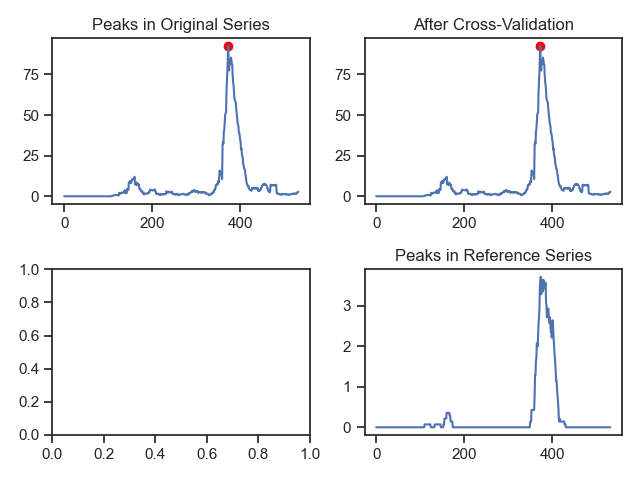 Peaks in Original Series
75
50
25
0
0 200 400
After Cross-Validation
75
50
25
0
0 200 400
1.0
0.8
0.6
0.4
0.2
0.0
0.0 0.2 0.4 0.6 0.8 1.0
Peaks in Reference Series
3
2
1
0
0 200 400